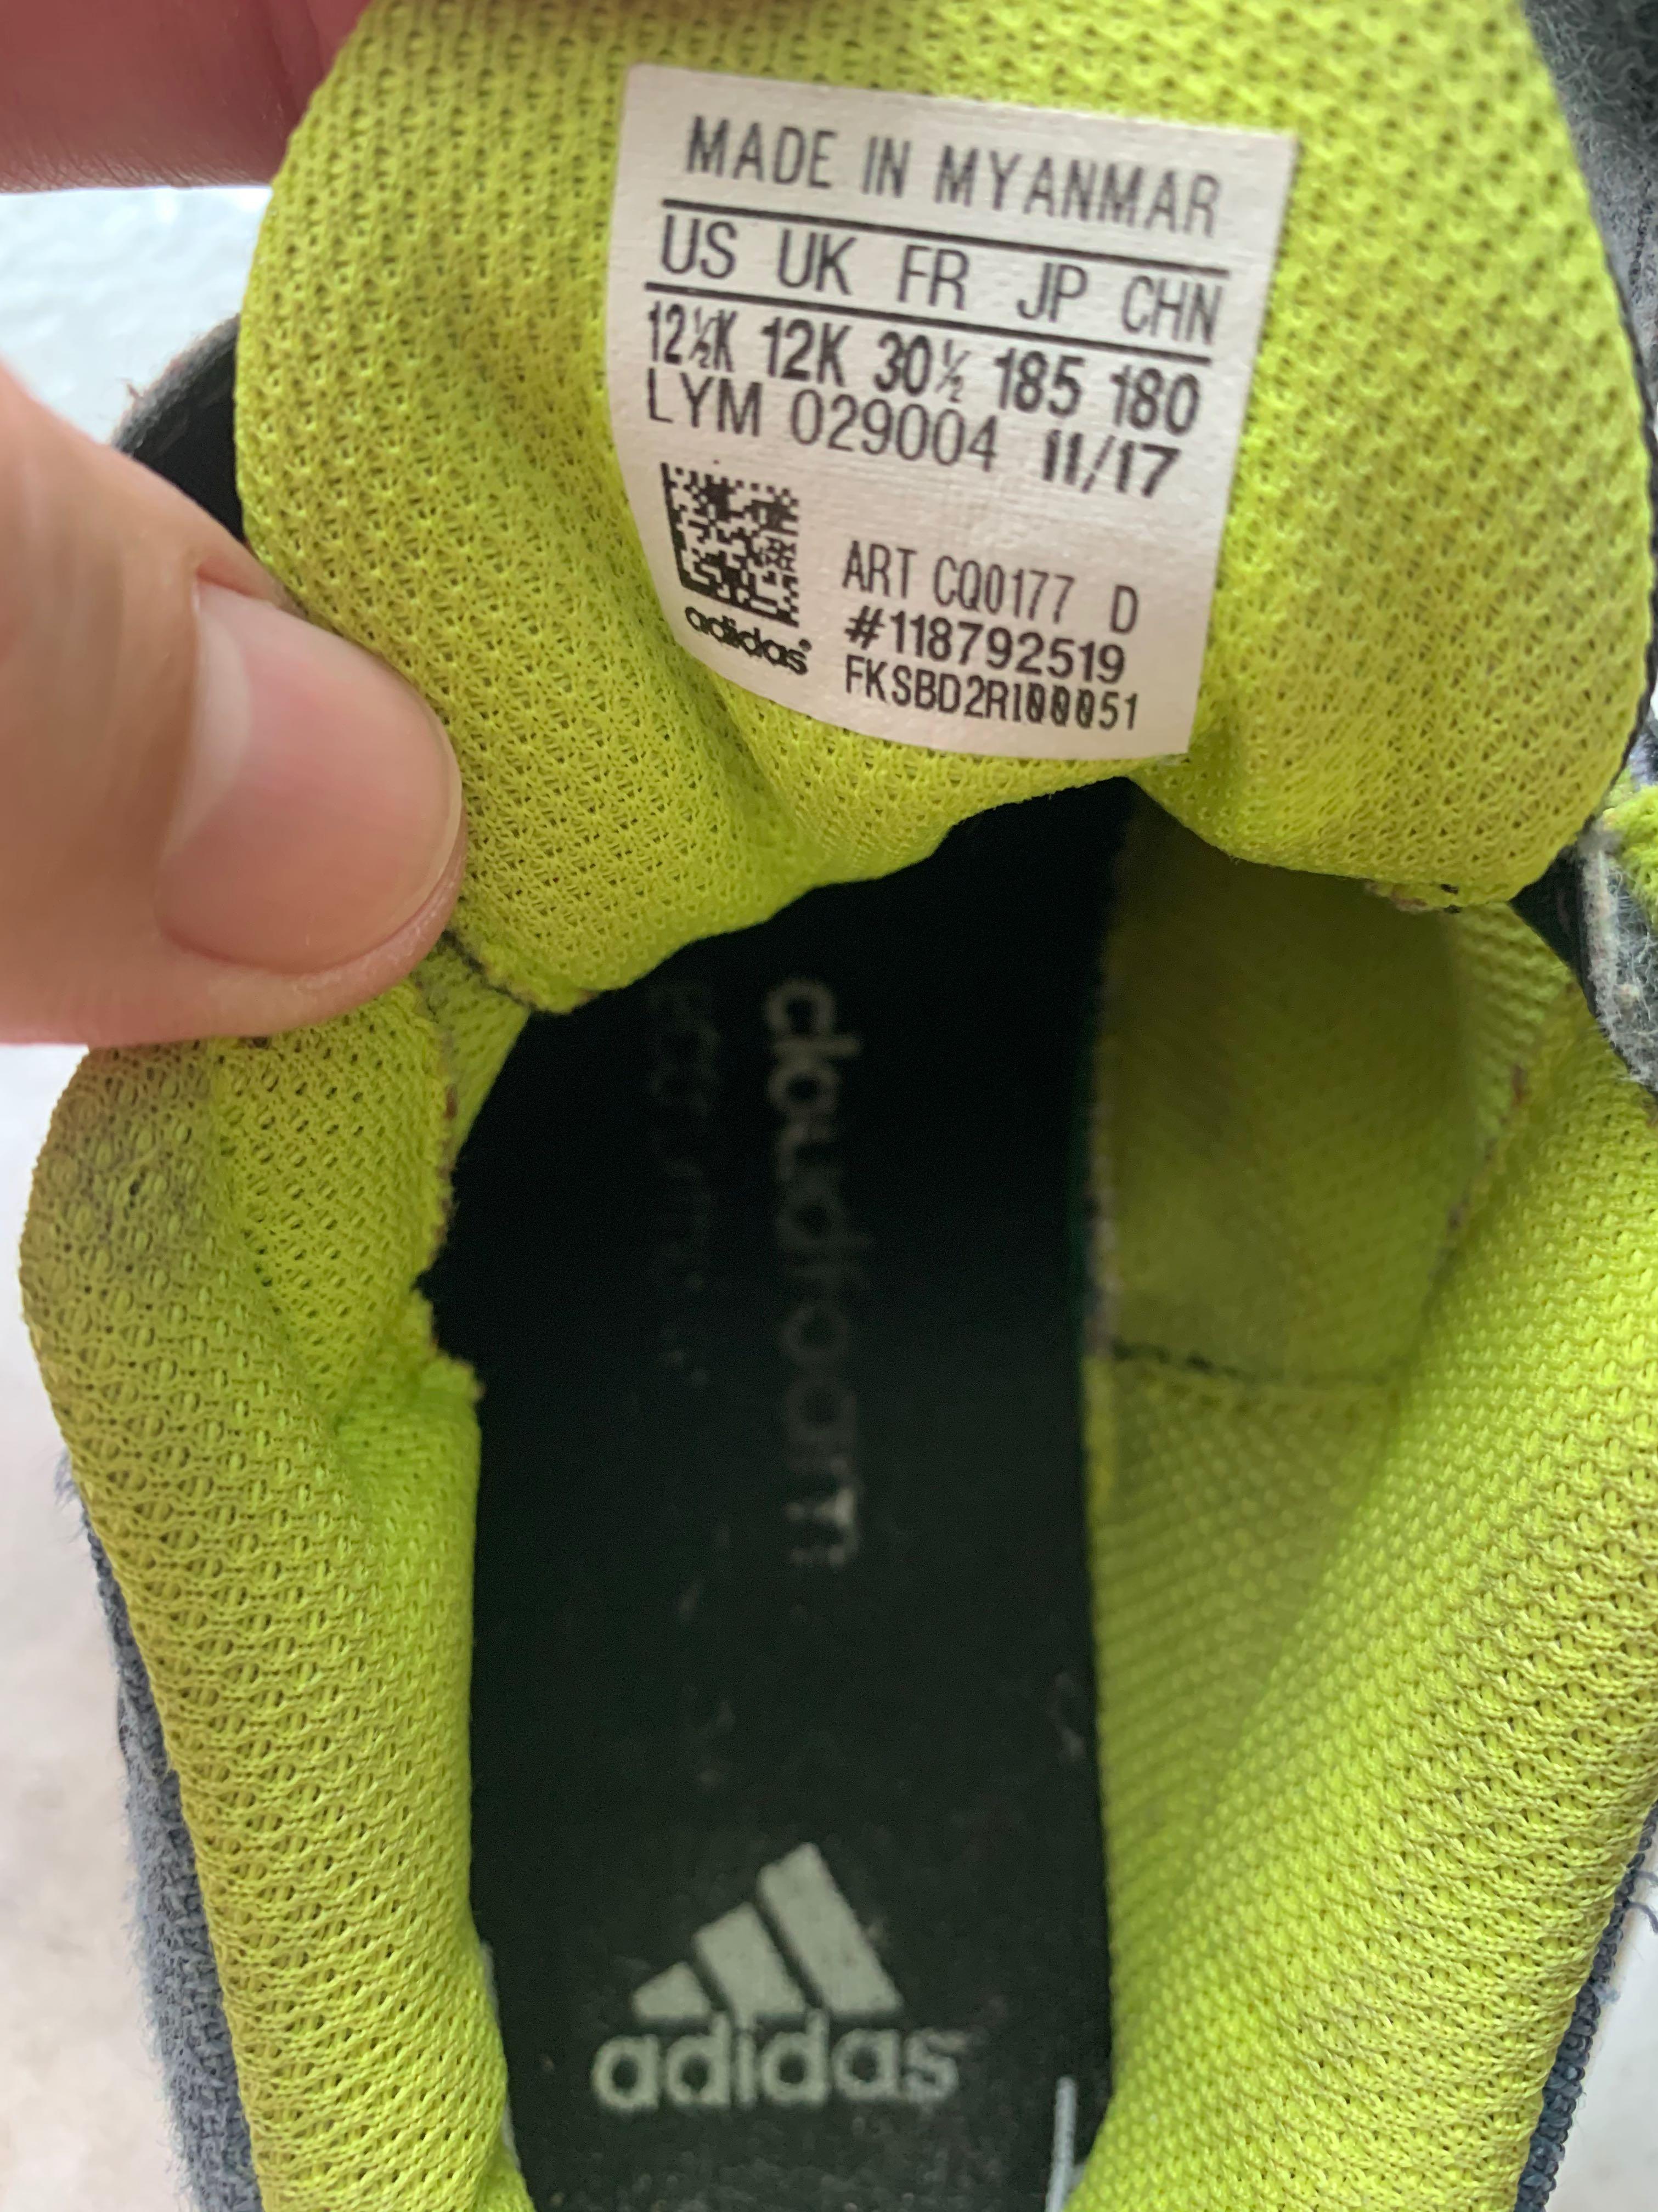 MADE IN MYANMAR
US UK FR JP CHN
12½K 12K 30½ 185 180
LYM 029004 11/17
ART CQ0177 D
adidas
#118792519
FKSBD2RI00051
cloudfoam
adidas